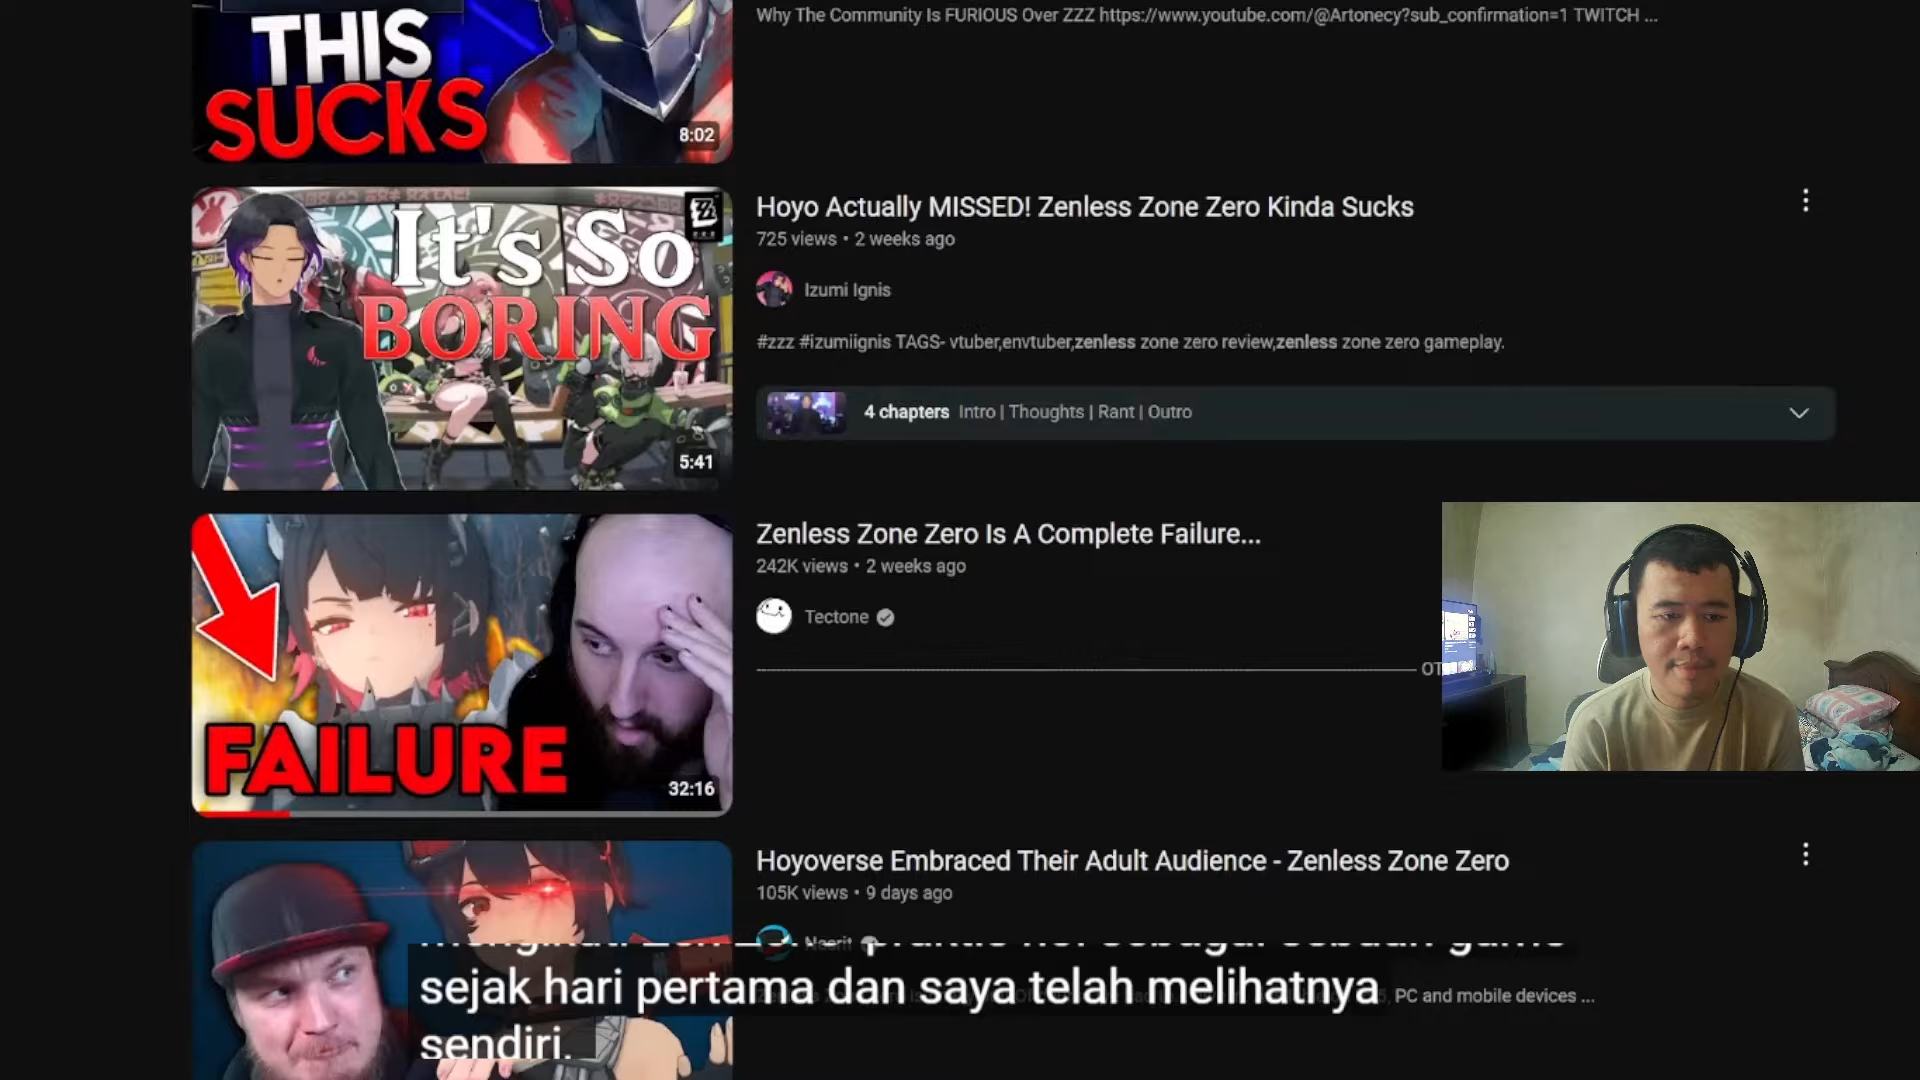 Why The Community Is FURIOUS Over ZZZ https://www.youtube.com/@Artonecy?sub_confirmation=1 TWITCH ...
THIS
SUCKS
8:02
It's So
BORING
5:41
Hoyo Actually MISSED! Zenless Zone Zero Kinda Sucks
725 views • 2 weeks ago
Izumi Ignis
#zzz #izumiignis TAGS- vtuber,envtuber,zenless zone zero review,zenless zone zero gameplay.
4 chapters Intro | Thoughts | Rant | Outro
FAILURE
32:16
Zenless Zone Zero Is A Complete Failure...
242K views • 2 weeks ago
Tectone
Hoyoverse Embraced Their Adult Audience - Zenless Zone Zero
105K views • 9 days ago
sejak hari pertama dan saya telah melihatnya
PC and mobile devices ...
sendiri.